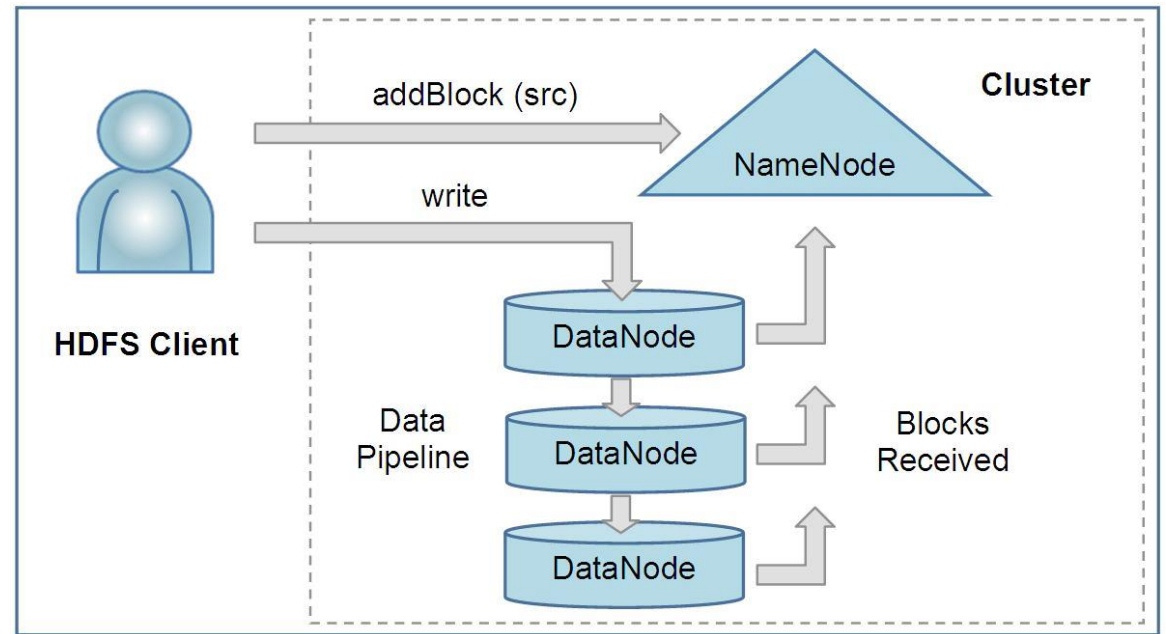 addBlock (src)
Cluster
NameNode
write
HDFS Client
DataNode
Data
Pipeline
DataNode
Blocks
Received
DataNode